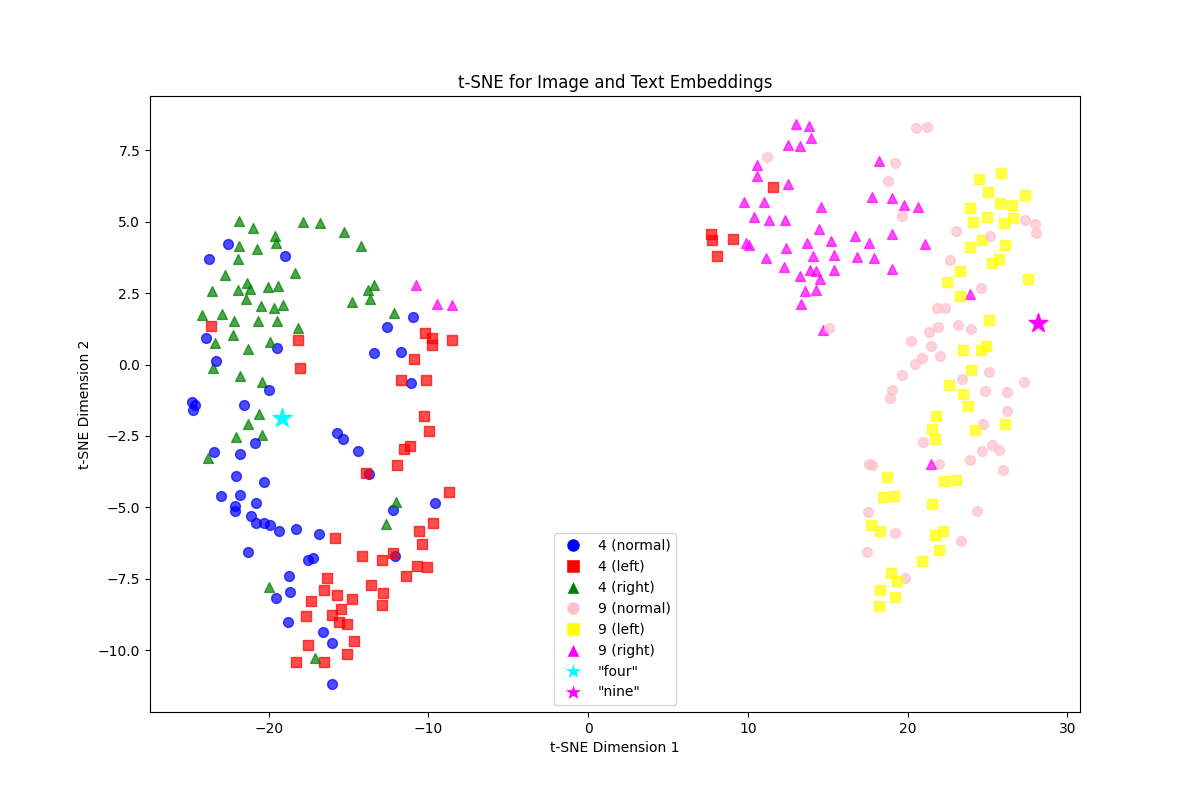 t-SNE for Image and Text Embeddings
t-SNE Dimension 2
7.5
5.0
2.5
0.0
−2.5
−5.0
−7.5
−10.0
4 (normal)
4 (left)
4 (right)
9 (normal)
9 (left)
9 (right)
"four"
"nine"
−20
−10
0
10
20
30
t-SNE Dimension 1